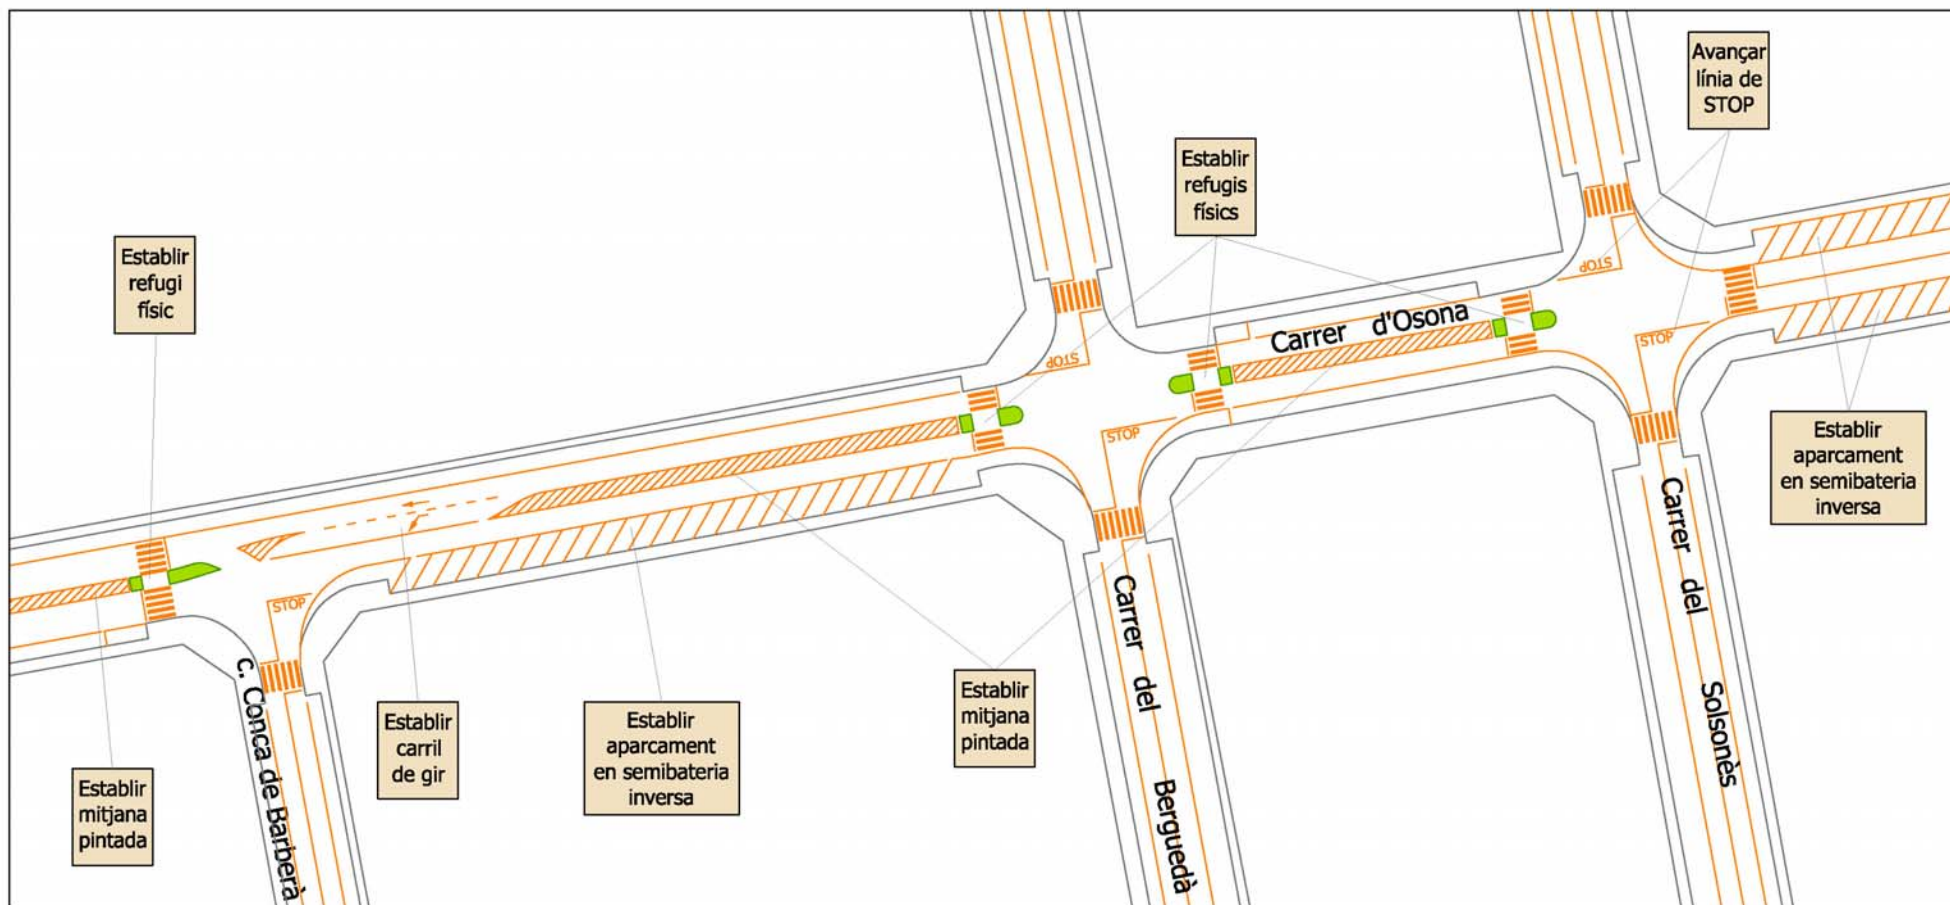 Avançar
línia de
STOP
Establir
refugis
físics
Establir
refugi
físic
STOP
Carrer d'Osona
STOP
STOP
STOP
STOP
Establir
aparcament
en semibateria
inversa
Carrer del Solsonès
Carrer del Berguedà
c. Conca de Barberà
Establir
mitjana
pintada
Establir
carril
de gir
Establir
aparcament
en semibateria
inversa
Establir
mitjana
pintada